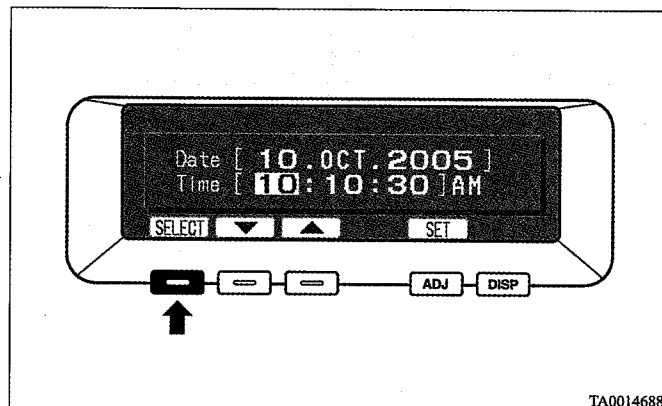 Date [ 10.OCT.2005 ]
Time [ 10:10:30 ]AM
SELECT ▼ ▲ SET
ADJ DISP
TA0014688